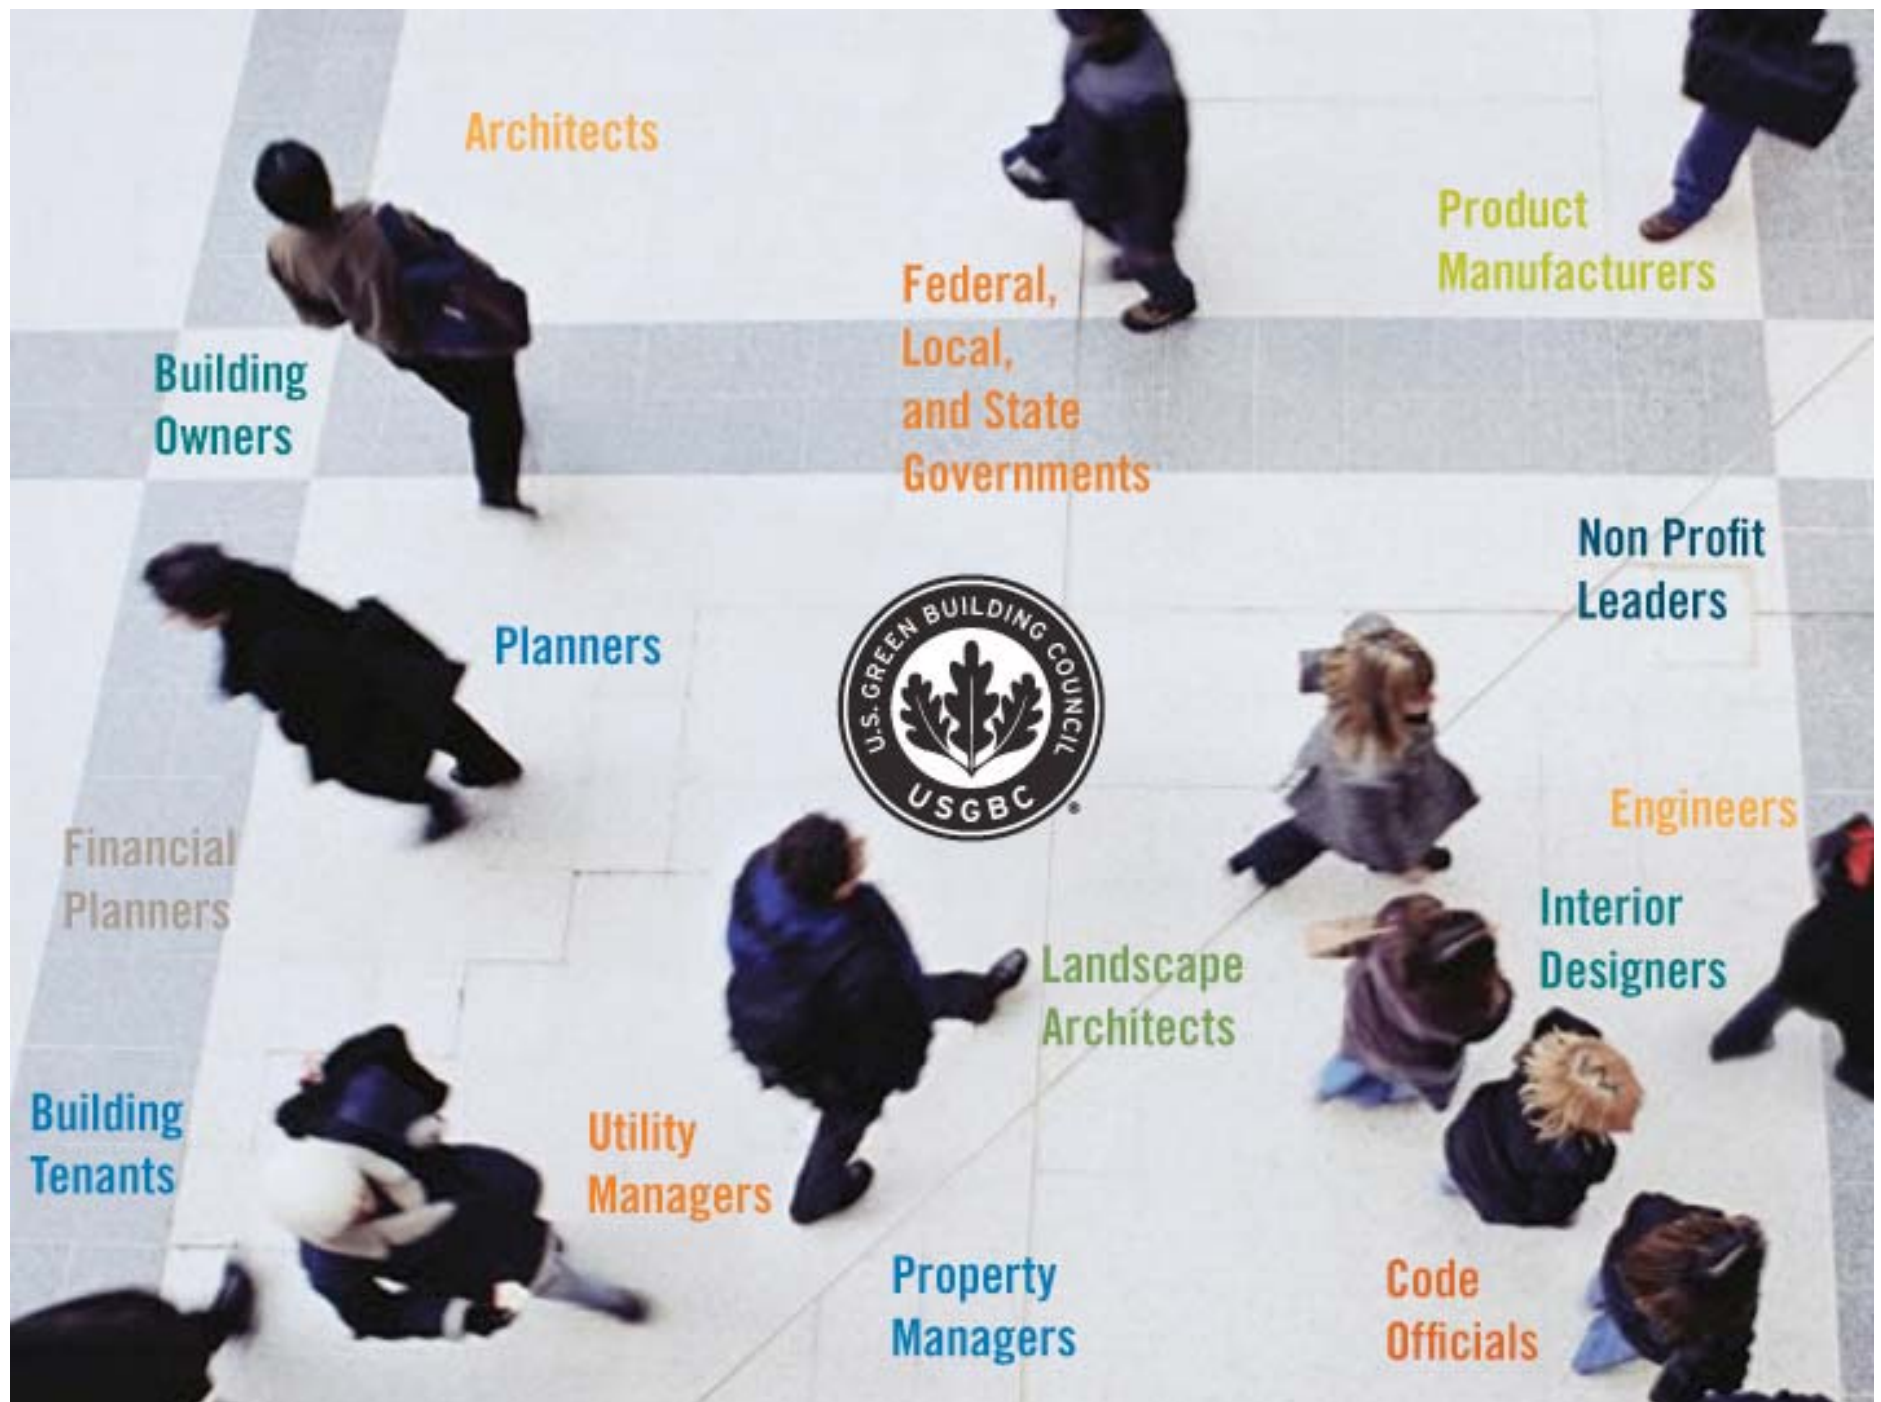 Architects
Product
Manufacturers
Federal,
Local,
and State
Governments
Building
Owners
Non Profit
Leaders
Planners
U.S. GREEN BUILDING COUNCIL
USGBC
®
Engineers
Financial
Planners
Interior
Designers
Landscape
Architects
Building
Tenants
Utility
Managers
Property
Managers
Code
Officials